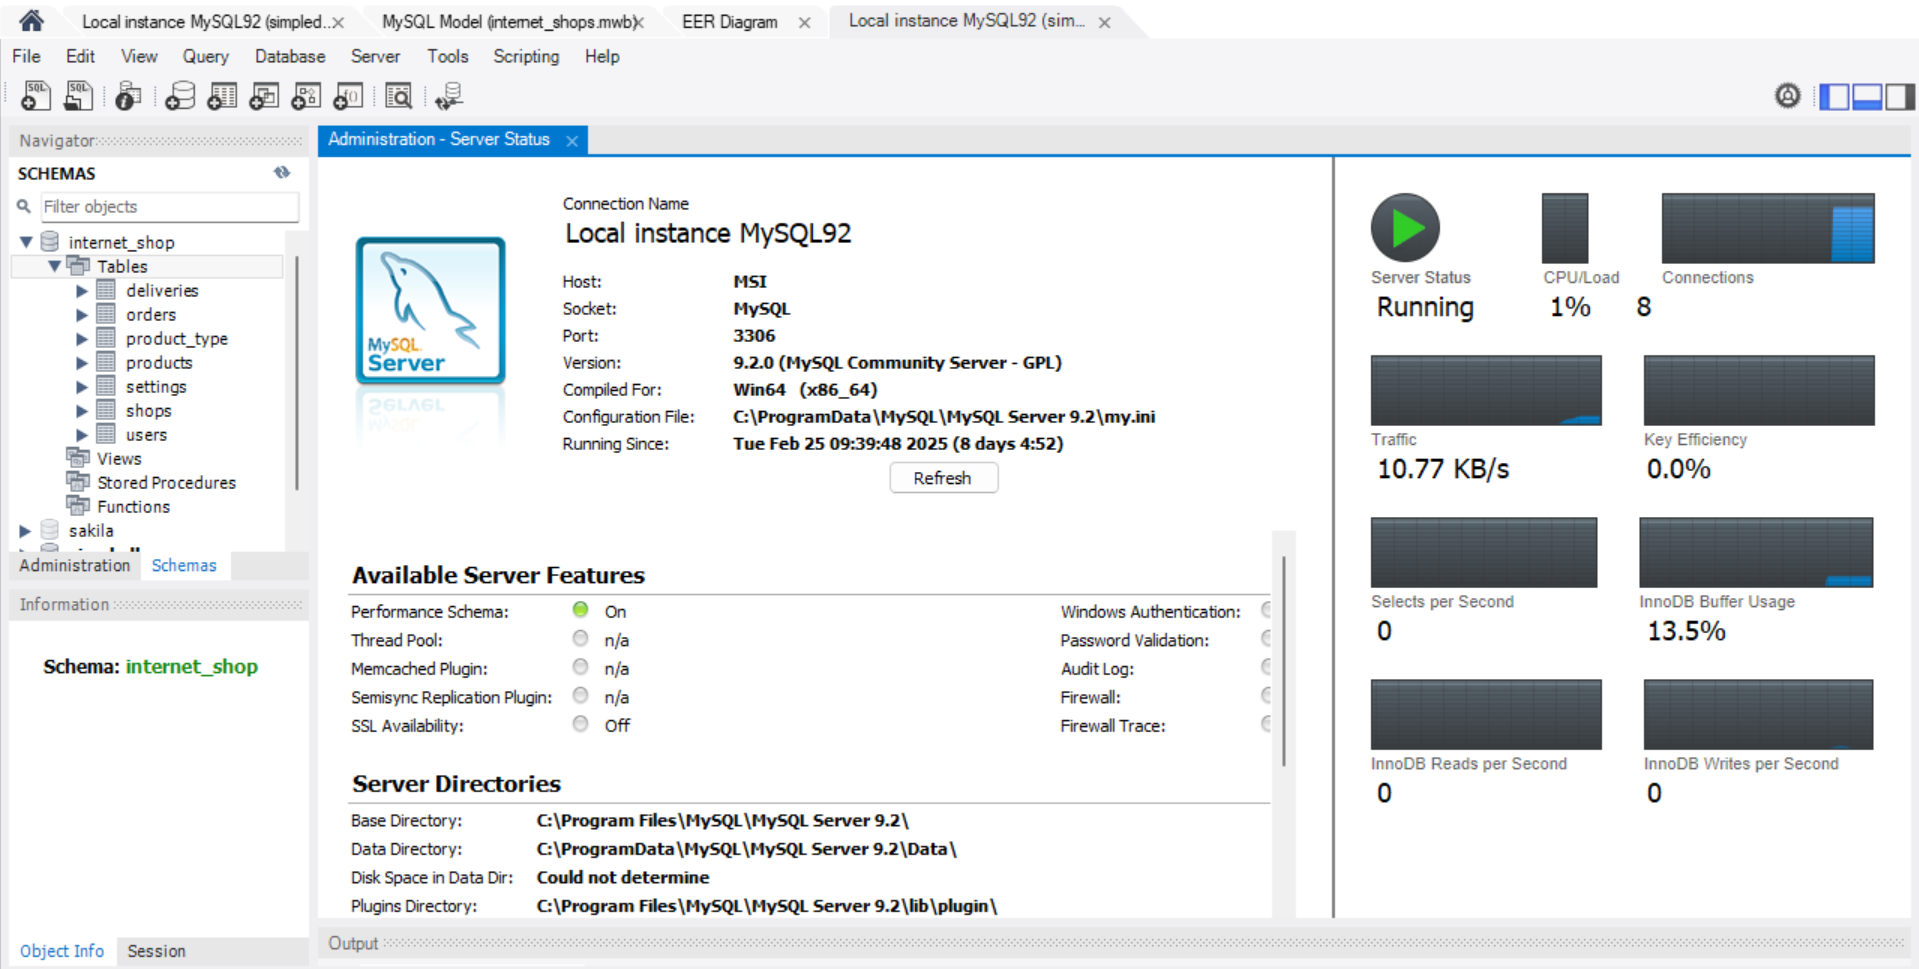 Local instance MySQL92 (simpled...
MySQL Model (internet_shops.mwb)
EER Diagram
Local instance MySQL92 (sim...
File Edit View Query Database Server Tools Scripting Help
Navigator
SCHEMAS
Filter objects
internet_shop
Tables
deliveries
orders
product_type
products
settings
shops
users
Views
Stored Procedures
Functions
sakila
Administration Schemas
Information
Schema: internet_shop
Object Info Session
Administration - Server Status
MySQL
Server
Connection Name
Local instance MySQL92
Host: MSI
Socket: MySQL
Port: 3306
Version: 9.2.0 (MySQL Community Server - GPL)
Compiled For: Win64 (x86_64)
Configuration File: C:\ProgramData\MySQL\MySQL Server 9.2\my.ini
Running Since: Tue Feb 25 09:39:48 2025 (8 days 4:52)
Refresh
Available Server Features
Performance Schema: On
Thread Pool: n/a
Memcached Plugin: n/a
Semisync Replication Plugin: n/a
SSL Availability: Off
Windows Authentication:
Password Validation:
Audit Log:
Firewall:
Firewall Trace:
Server Directories
Base Directory: C:\Program Files\MySQL\MySQL Server 9.2\
Data Directory: C:\ProgramData\MySQL\MySQL Server 9.2\Data\
Disk Space in Data Dir: Could not determine
Plugins Directory: C:\Program Files\MySQL\MySQL Server 9.2\lib\plugin\
Server Status
Running
CPU/Load
1%
Connections
8
Traffic
10.77 KB/s
Key Efficiency
0.0%
Selects per Second
0
InnoDB Buffer Usage
13.5%
InnoDB Reads per Second
0
InnoDB Writes per Second
0
Output